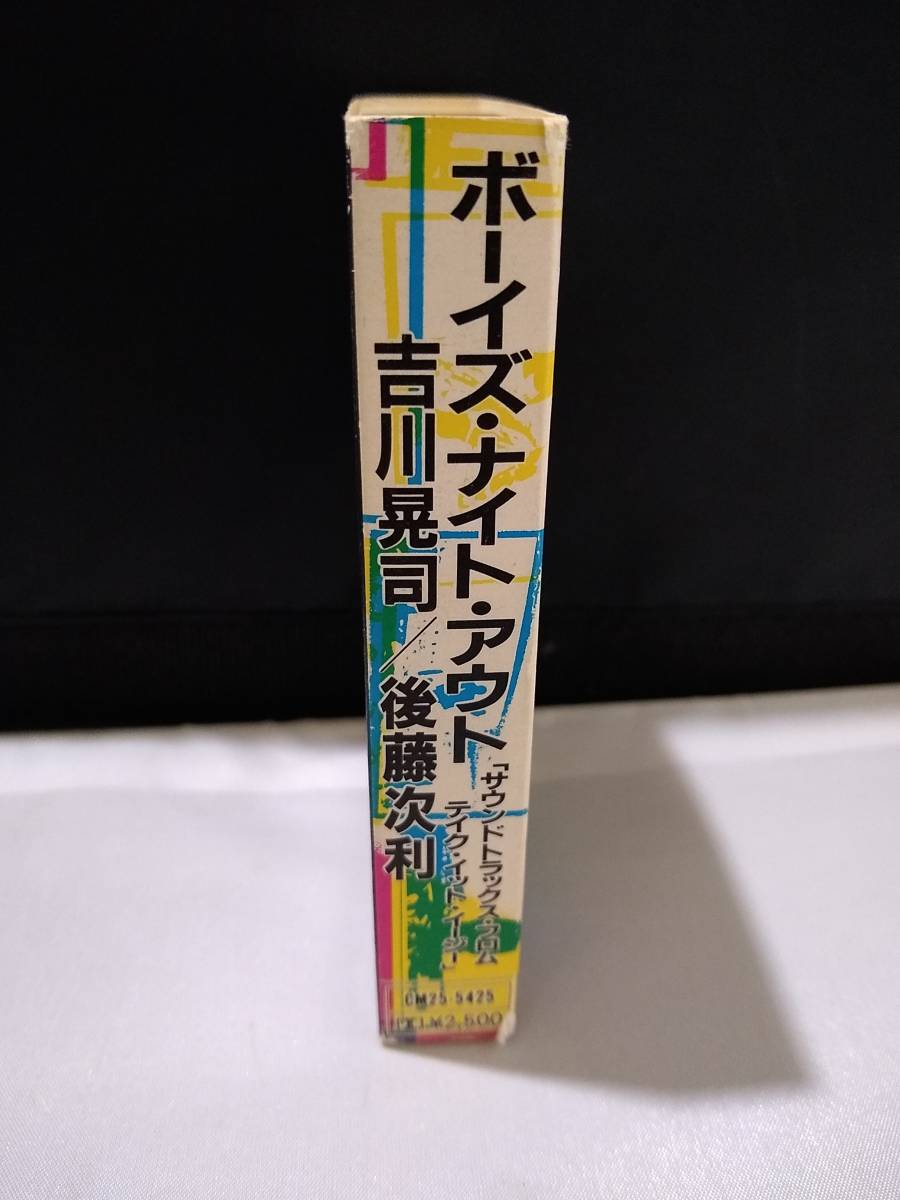 ボーイズ・ナイト・アウト
「サウンドトラックス・フロム
テイク・イット・イージー」
吉川晃司/後藤次利
CM25-5425
¥2,500